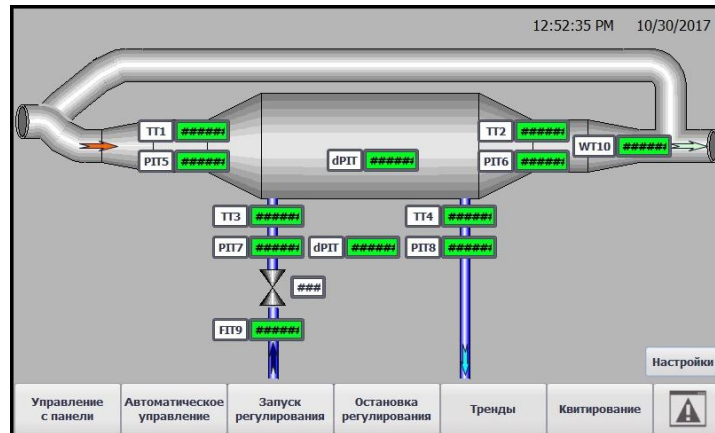 12:52:35 PM 10/30/2017
TT1 ######
TT2 ######
PIT5 ######
dPIT ######
PIT6 ######
WT10 ######
TT3 ######
TT4 ######
PIT7 ######
dPIT ######
PIT8 ######
###
FIT9 ######
Настройки
Управление
с панели
Автоматическое
управление
Запуск
регулирования
Остановка
регулирования
Тренды
Квитирование